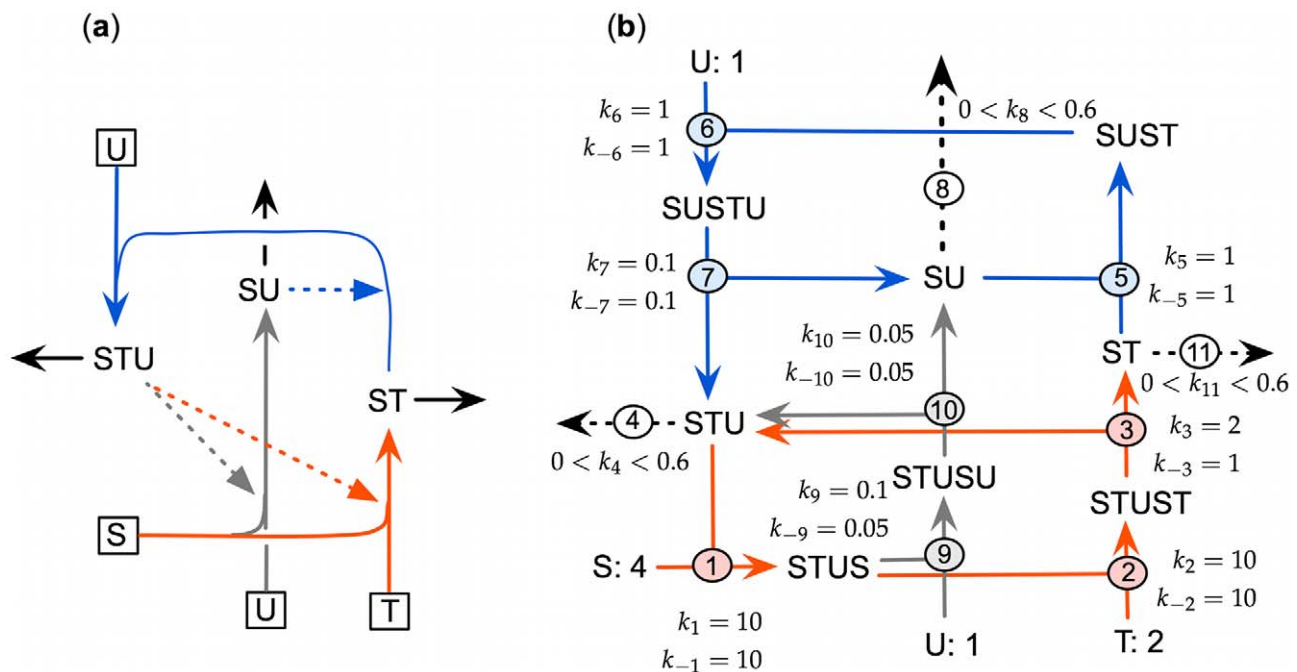 (a)
U
SU
STU
ST
S
U
T
(b)
U: 1
k₆ = 1
k₋₆ = 1
6
0 < k₈ < 0.6
SUST
8
SUSTU
k₇ = 0.1
k₋₇ = 0.1
7
SU
5
k₅ = 1
k₋₅ = 1
k₁₀ = 0.05
k₋₁₀ = 0.05
ST
11
0 < k₁₁ < 0.6
4
STU
10
3
k₃ = 2
k₋₃ = 1
0 < k₄ < 0.6
STUSU
k₉ = 0.1
k₋₉ = 0.05
STUST
S: 4
1
STUS
9
2
k₂ = 10
k₋₂ = 10
k₁ = 10
k₋₁ = 10
U: 1
T: 2